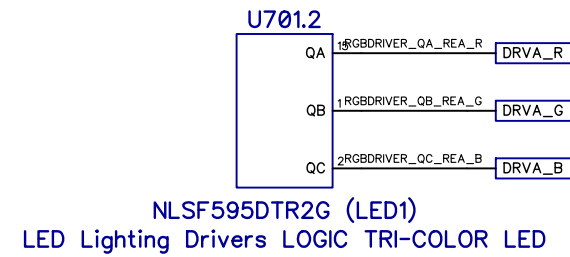 U701.2
QA 15 RGBDRIVER_QA_REA_R DRVA_R
QB 1 RGBDRIVER_QB_REA_G DRVA_G
QC 2 RGBDRIVER_QC_REA_B DRVA_B
NLSF595DTR2G (LED1)
LED Lighting Drivers LOGIC TRI-COLOR LED